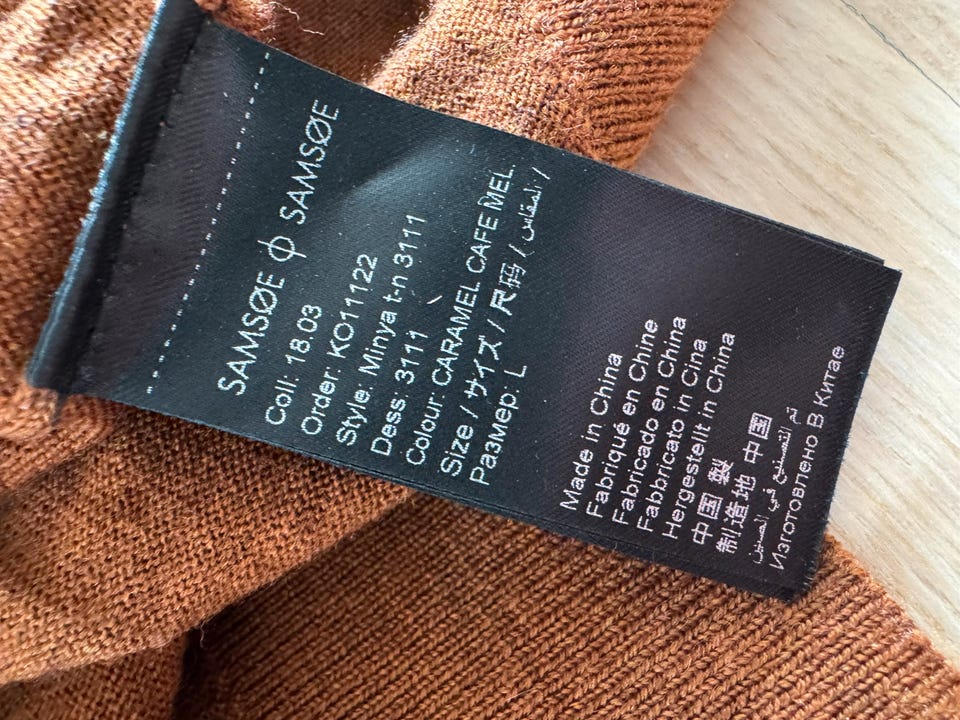 SAMSØE Φ SAMSØE
Coll. 18.03
Order: KO11122
Style: Minya t-n 3111
Dess: 3111
Colour: CARAMEL CAFE MEL.
Size / サイズ / 尺码 / المقاس /
Размер: L
Made in China
Fabriqué en Chine
Fabricado en China
Fabbricato in Cina
Hergestellt in China
中国 製
制造地 中国
تم التصنيع في الصين
Изготовлено В Китае